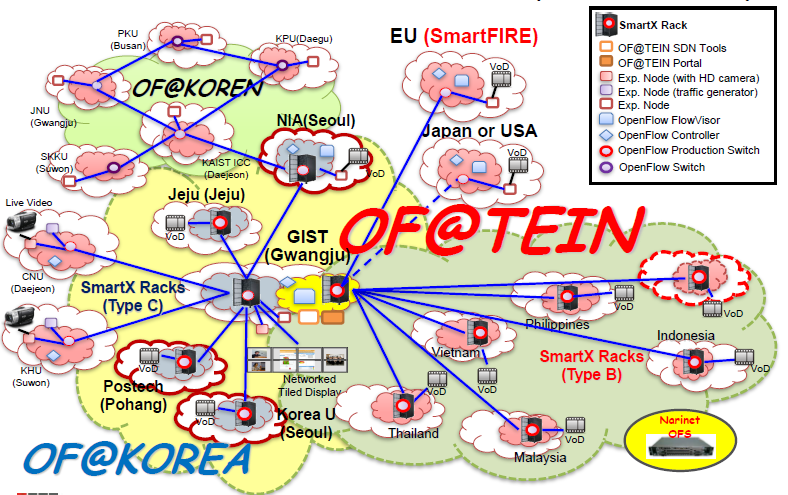 PKU
(Busan)
KPU(Daegu)
OF@KOREN
JNU
(Gwangju)
SKKU
(Suwon)
KAIST ICC
(Daejeon)
NIA(Seoul)
VoD
EU (SmartFIRE)
VoD
Japan or USA
VoD
SmartX Rack
OF@TEIN SDN Tools
OF@TEIN Portal
Exp. Node (with HD camera)
Exp. Node (traffic generator)
Exp. Node
OpenFlow FlowVisor
OpenFlow Controller
OpenFlow Production Switch
OpenFlow Switch
Live Video
CNU
(Daejeon)
Jeju (Jeju)
VoD
GIST
(Gwangju)
OF@TEIN
SmartX Racks
(Type C)
KHU
(Suwon)
VoD
Postech
(Pohang)
Networked
Tiled Display
VoD
Korea U
(Seoul)
OF@KOREA
Philippines
VoD
VoD
Vietnam
VoD
Indonesia
VoD
SmartX Racks
(Type B)
VoD
Thailand
VoD
Malaysia
Narinet
OFS